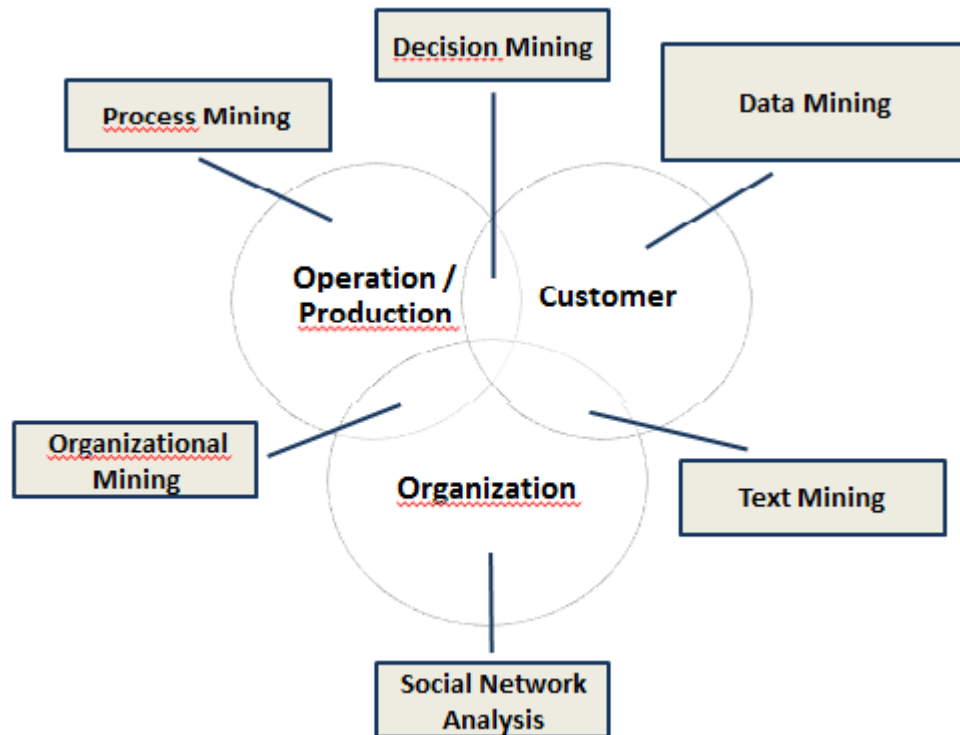 Decision Mining
Process Mining
Data Mining
Operation /
Production
Customer
Organizational
Mining
Organization
Text Mining
Social Network
Analysis